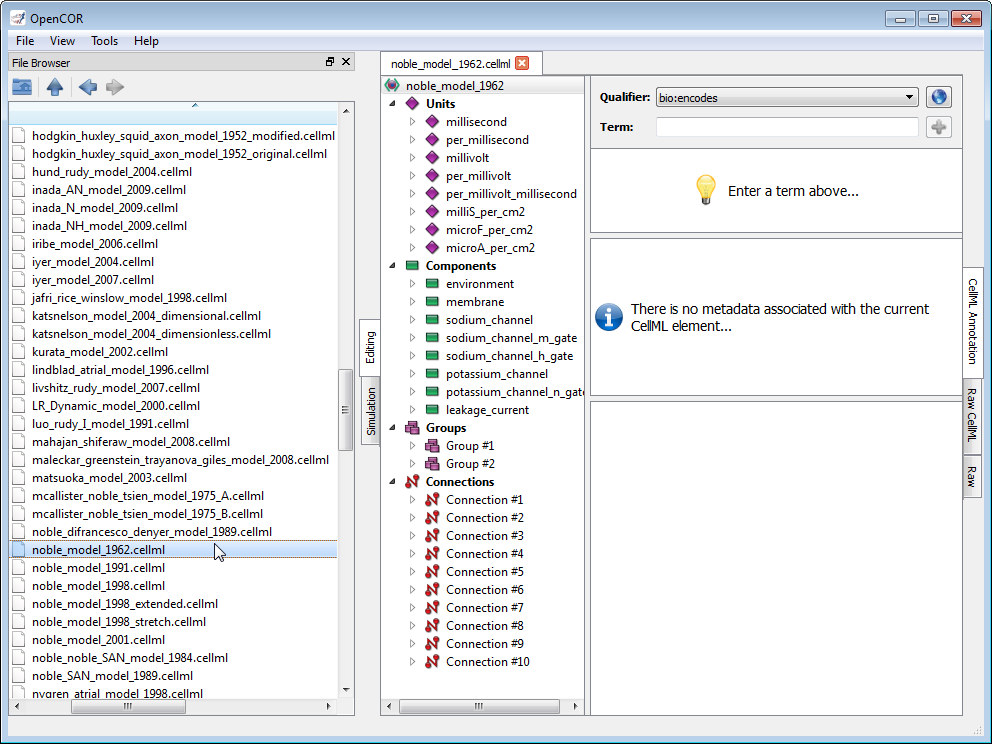 OpenCOR
File View Tools Help
File Browser
hodgkin_huxley_squid_axon_model_1952_modified.cellml
hodgkin_huxley_squid_axon_model_1952_original.cellml
hund_rudy_model_2004.cellml
inada_AN_model_2009.cellml
inada_N_model_2009.cellml
inada_NH_model_2009.cellml
iribe_model_2006.cellml
iyer_model_2004.cellml
iyer_model_2007.cellml
jafri_rice_winslow_model_1998.cellml
katsnelson_model_2004_dimensional.cellml
katsnelson_model_2004_dimensionless.cellml
kurata_model_2002.cellml
lindblad_atrial_model_1996.cellml
livshitz_rudy_model_2007.cellml
LR_Dynamic_model_2000.cellml
luo_rudy_I_model_1991.cellml
mahajan_shiferaw_model_2008.cellml
maleckar_greenstein_trayanova_giles_model_2008.cellml
matsuoka_model_2003.cellml
mcallister_noble_tsien_model_1975_A.cellml
mcallister_noble_tsien_model_1975_B.cellml
noble_difrancesco_denyer_model_1989.cellml
noble_model_1962.cellml
noble_model_1991.cellml
noble_model_1998.cellml
noble_model_1998_extended.cellml
noble_model_1998_stretch.cellml
noble_model_2001.cellml
noble_noble_SAN_model_1984.cellml
noble_SAN_model_1989.cellml
nygren_atrial_model_1998.cellml
Editing
Simulation
noble_model_1962.cellml
noble_model_1962
Units
millisecond
per_millisecond
millivolt
per_millivolt
per_millivolt_millisecond
milliS_per_cm2
microF_per_cm2
microA_per_cm2
Components
environment
membrane
sodium_channel
sodium_channel_m_gate
sodium_channel_h_gate
potassium_channel
potassium_channel_n_gate
leakage_current
Groups
Group #1
Group #2
Connections
Connection #1
Connection #2
Connection #3
Connection #4
Connection #5
Connection #6
Connection #7
Connection #8
Connection #9
Connection #10
Qualifier: bio:encodes
Term:
Enter a term above...
There is no metadata associated with the current
CellML element...
CellML Annotation
Raw CellML
Raw